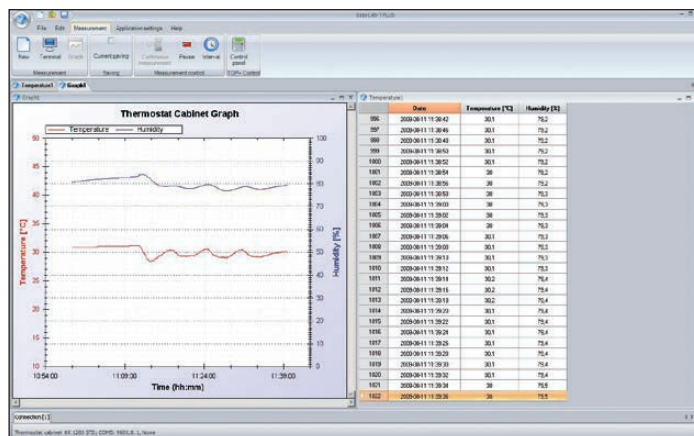 DATALAB T PLUS
File Edit Measurement Application settings Help
New Terminal Graph Current saving Continuous measurement Pause Interval Control panel
Measurement Saving Measurement control TOP+ Control
Temperature1 Graph1
Graph1
Thermostat Cabinet Graph
Temperature Humidity
Temperature [°C]
50
45
40
35
30
25
20
15
10
Humidity [%]
100
90
80
70
60
50
40
30
20
10
0
10:54:00 11:09:00 11:24:00 11:39:00
Time (hh:mm)
Temperature1
Date Temperature [°C] Humidity [%]
996 2009-08-11 11:38:42 30,1 79,2
997 2009-08-11 11:38:46 30,1 79,2
998 2009-08-11 11:38:48 30,1 79,2
999 2009-08-11 11:38:50 30,1 79,2
1000 2009-08-11 11:38:52 30,1 79,2
1001 2009-08-11 11:38:54 30 79,2
1002 2009-08-11 11:38:56 30 79,2
1003 2009-08-11 11:38:58 30 79,3
1004 2009-08-11 11:39:00 30 79,3
1005 2009-08-11 11:39:02 30 79,3
1006 2009-08-11 11:39:04 30 79,3
1007 2009-08-11 11:39:06 30,1 79,3
1008 2009-08-11 11:39:08 30,1 79,3
1009 2009-08-11 11:39:10 30,1 79,3
1010 2009-08-11 11:39:12 30,1 79,3
1011 2009-08-11 11:39:14 30,2 79,4
1012 2009-08-11 11:39:16 30,2 79,4
1013 2009-08-11 11:39:18 30,2 79,4
1014 2009-08-11 11:39:20 30,1 79,4
1015 2009-08-11 11:39:22 30,1 79,4
1016 2009-08-11 11:39:24 30,1 79,4
1017 2009-08-11 11:39:26 30,1 79,4
1018 2009-08-11 11:39:28 30,1 79,4
1019 2009-08-11 11:39:30 30,1 79,4
1020 2009-08-11 11:39:32 30,1 79,4
1021 2009-08-11 11:39:34 30 79,5
1022 2009-08-11 11:39:36 30 79,5
Connection [1]
Thermostat cabinet